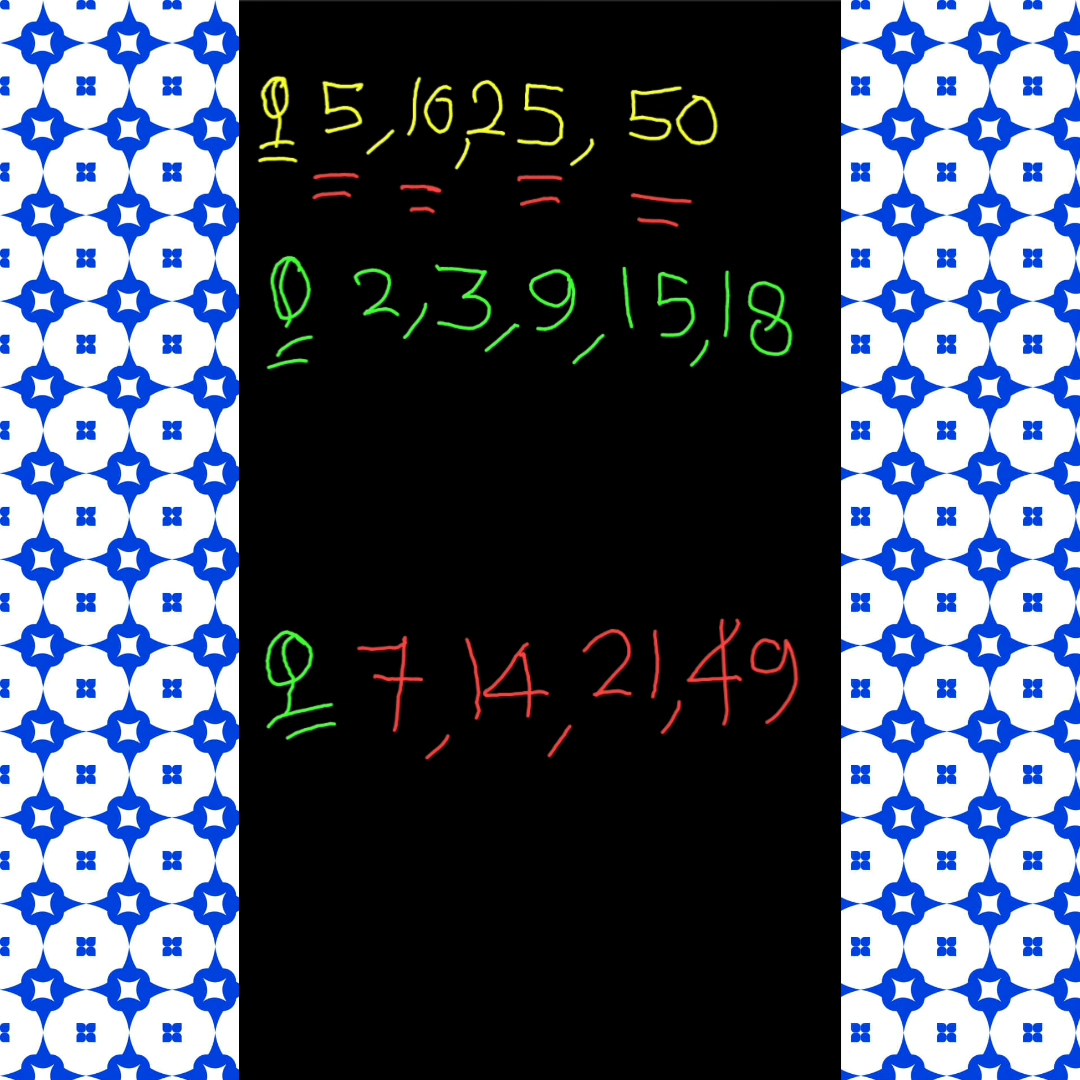 Q 5, 10, 25, 50
Q 2, 3, 9, 15, 18
Q 7, 14, 21, 49